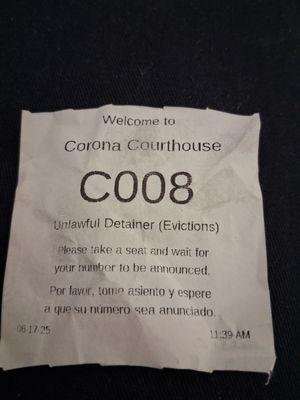 Welcome to
Corona Courthouse
C008
Unlawful Detainer (Evictions)
Please take a seat and wait for
your number to be announced.
Por favor, tome asiento y espere
a que su número sea anunciado.
06-17-25 11:39 AM